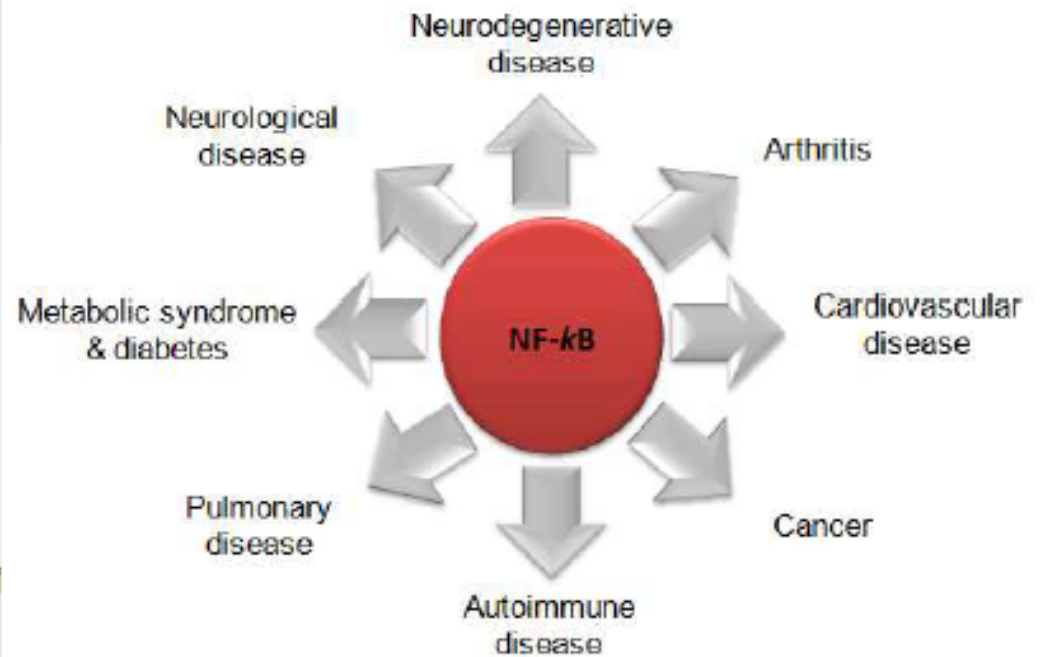 Neurodegenerative
disease
Neurological
disease
Arthritis
Metabolic syndrome
& diabetes
NF-kB
Cardiovascular
disease
Pulmonary
disease
Cancer
Autoimmune
disease